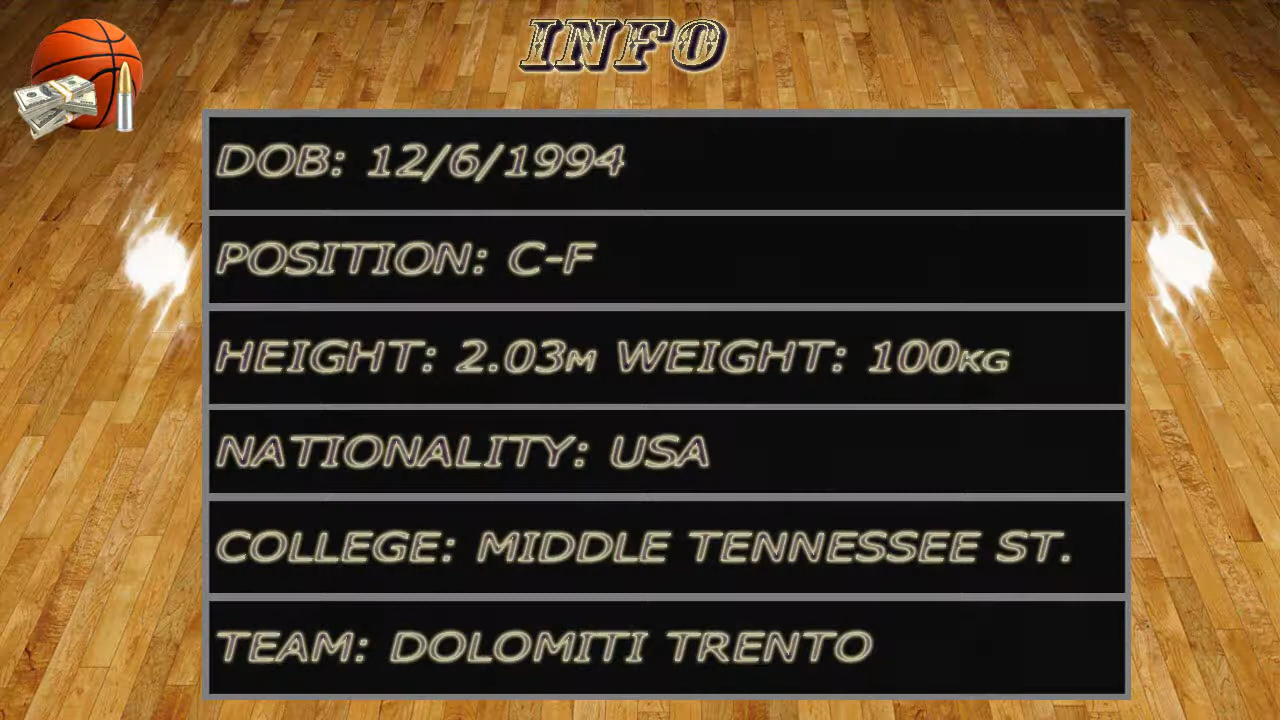 INFO
DOB: 12/6/1994
POSITION: C-F
HEIGHT: 2.03M WEIGHT: 100KG
NATIONALITY: USA
COLLEGE: MIDDLE TENNESSEE ST.
TEAM: DOLOMITI TRENTO